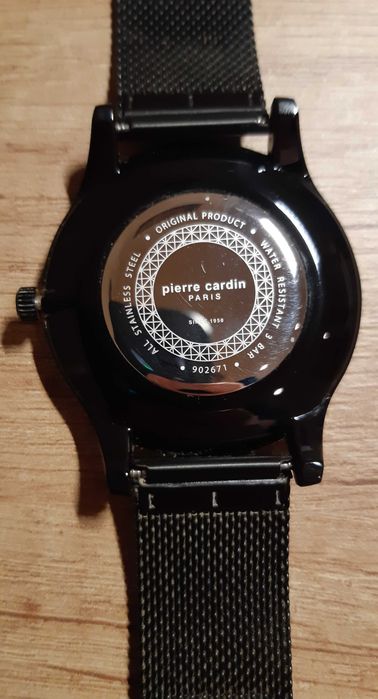 ALL STAINLESS STEEL • ORIGINAL PRODUCT • WATER RESISTANT 3 BAR • 902671 •
pierre cardin
PARIS
SINCE 1950